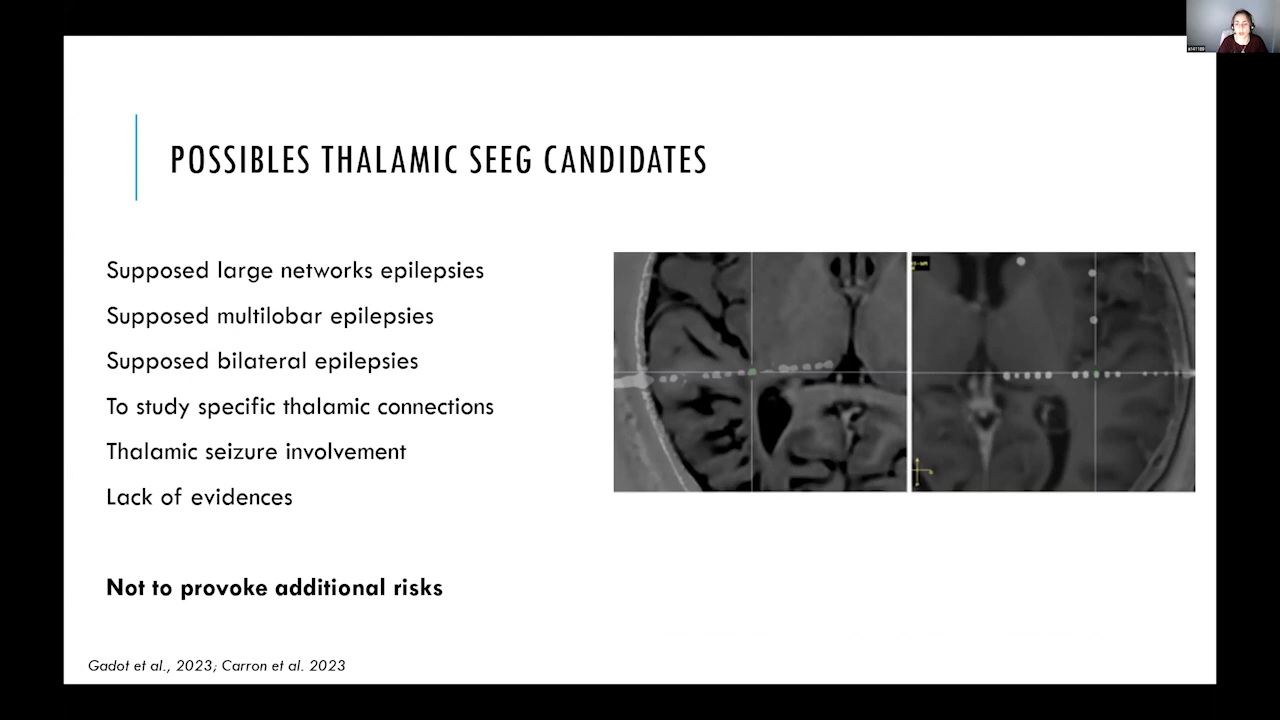 POSSIBLES THALAMIC SEEG CANDIDATES
Supposed large networks epilepsies
Supposed multilobar epilepsies
Supposed bilateral epilepsies
To study specific thalamic connections
Thalamic seizure involvement
Lack of evidences
Not to provoke additional risks
Gadot et al., 2023; Carron et al. 2023